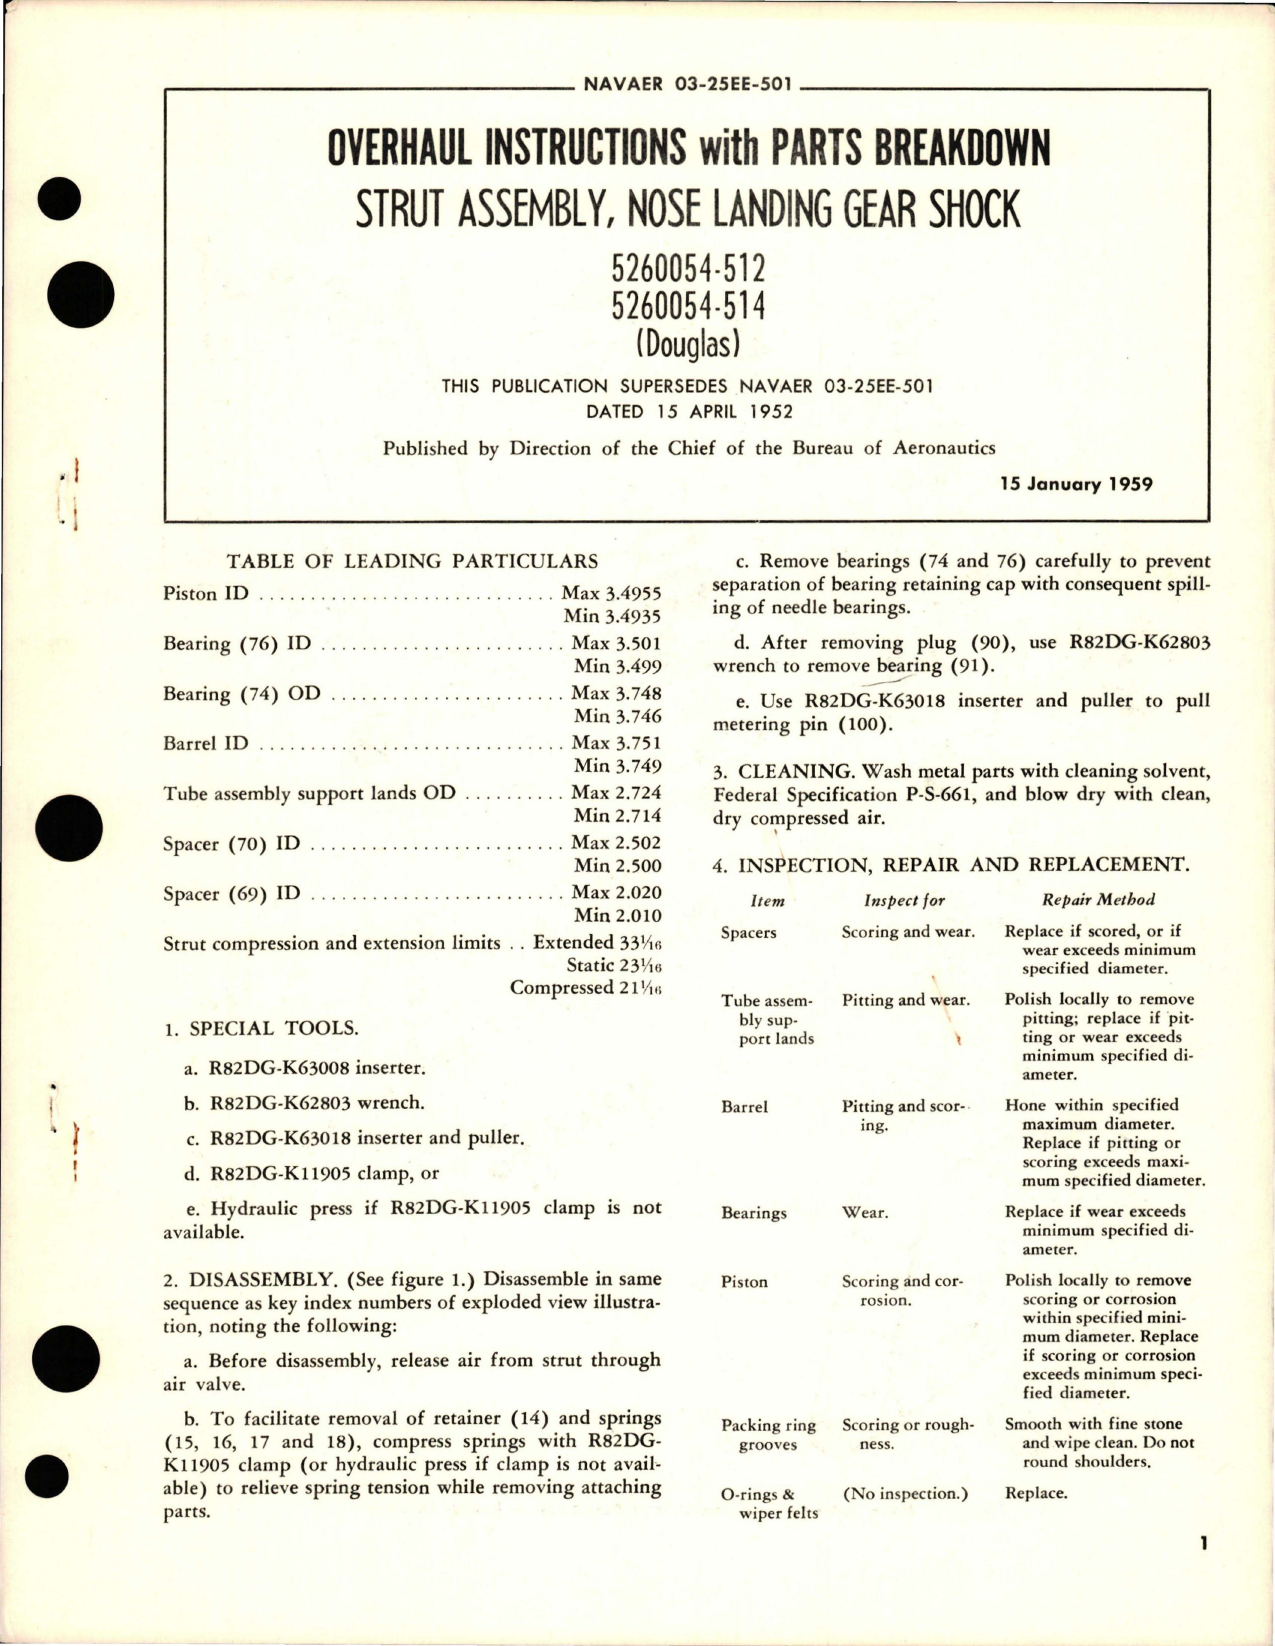 NAVAER 03-25EE-501
OVERHAUL INSTRUCTIONS with PARTS BREAKDOWN
STRUT ASSEMBLY, NOSE LANDING GEAR SHOCK
5260054-512
5260054-514
(Douglas)
THIS PUBLICATION SUPERSEDES NAVAER 03-25EE-501
DATED 15 APRIL 1952
Published by Direction of the Chief of the Bureau of Aeronautics
15 January 1959
TABLE OF LEADING PARTICULARS
Piston ID ............................. Max 3.4955
Min 3.4935
Bearing (76) ID ........................ Max 3.501
Min 3.499
Bearing (74) OD ....................... Max 3.748
Min 3.746
Barrel ID .............................. Max 3.751
Min 3.749
Tube assembly support lands OD .......... Max 2.724
Min 2.714
Spacer (70) ID ......................... Max 2.502
Min 2.500
Spacer (69) ID ......................... Max 2.020
Min 2.010
Strut compression and extension limits .. Extended 33 1/16
Static 23 1/16
Compressed 21 1/16
1. SPECIAL TOOLS.
a. R82DG-K63008 inserter.
b. R82DG-K62803 wrench.
c. R82DG-K63018 inserter and puller.
d. R82DG-K11905 clamp, or
e. Hydraulic press if R82DG-K11905 clamp is not
available.
2. DISASSEMBLY. (See figure 1.) Disassemble in same
sequence as key index numbers of exploded view illustra-
tion, noting the following:
a. Before disassembly, release air from strut through
air valve.
b. To facilitate removal of retainer (14) and springs
(15, 16, 17 and 18), compress springs with R82DG-
K11905 clamp (or hydraulic press if clamp is not avail-
able) to relieve spring tension while removing attaching
parts.
c. Remove bearings (74 and 76) carefully to prevent
separation of bearing retaining cap with consequent spill-
ing of needle bearings.
d. After removing plug (90), use R82DG-K62803
wrench to remove bearing (91).
e. Use R82DG-K63018 inserter and puller to pull
metering pin (100).
3. CLEANING. Wash metal parts with cleaning solvent,
Federal Specification P-S-661, and blow dry with clean,
dry compressed air.
4. INSPECTION, REPAIR AND REPLACEMENT.
Item Inspect for Repair Method
Spacers Scoring and wear. Replace if scored, or if
wear exceeds minimum
specified diameter.
Tube assem- Pitting and wear. Polish locally to remove
bly sup- pitting; replace if pit-
port lands ting or wear exceeds
minimum specified di-
ameter.
Barrel Pitting and scor- Hone within specified
ing. maximum diameter.
Replace if pitting or
scoring exceeds maxi-
mum specified diameter.
Bearings Wear. Replace if wear exceeds
minimum specified di-
ameter.
Piston Scoring and cor- Polish locally to remove
rosion. scoring or corrosion
within specified mini-
mum diameter. Replace
if scoring or corrosion
exceeds minimum speci-
fied diameter.
Packing ring Scoring or rough- Smooth with fine stone
grooves ness. and wipe clean. Do not
round shoulders.
O-rings & (No inspection.) Replace.
wiper felts
1